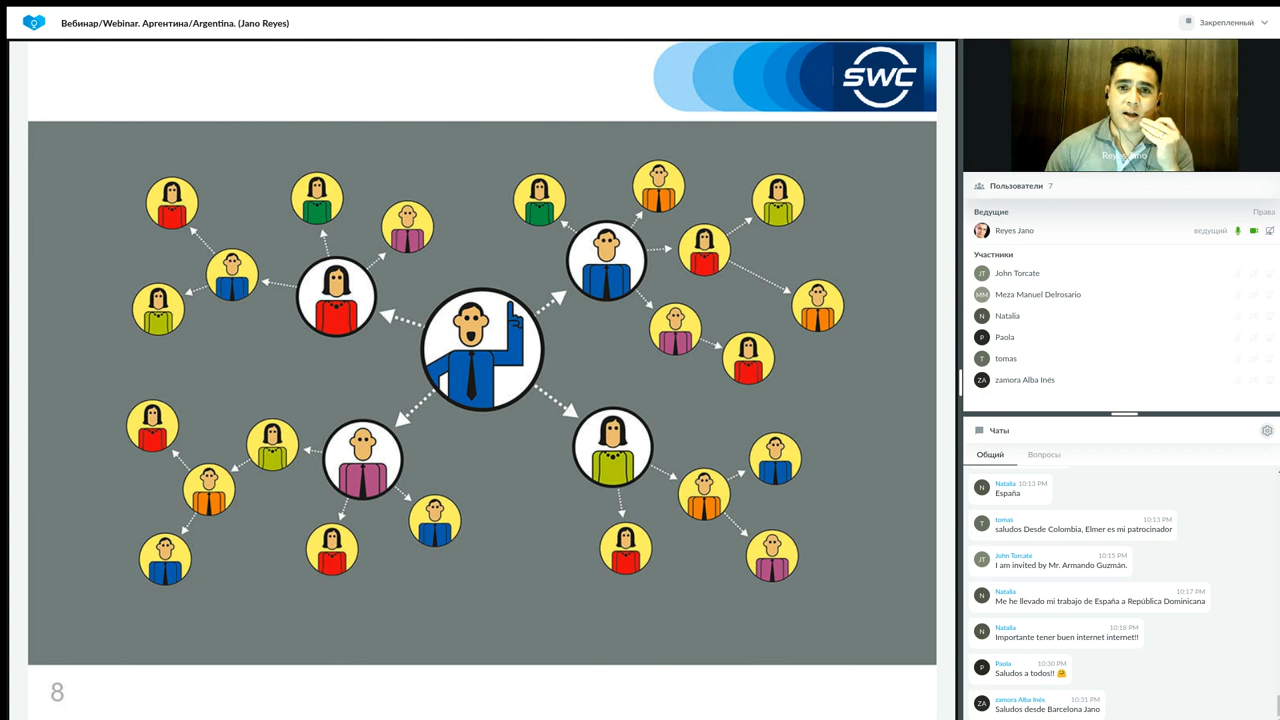 Вебинар/Webinar. Аргентина/Argentina. (Jano Reyes)
Закрепленный
SWC
8
Reyes Jano
Пользователи 7
Ведущие Права
Reyes Jano ведущий
Участники
JT John Torcate
MM Meza Manuel Delrosario
N Natalia
P Paola
T tomas
ZA zamora Alba Inés
Чаты
Общий Вопросы
N Natalia 10:13 PM
España
T tomas 10:13 PM
saludos Desde Colombia, Elmer es mi patrocinador
JT John Torcate 10:15 PM
I am invited by Mr. Armando Guzmán.
N Natalia 10:17 PM
Me he llevado mi trabajo de España a República Dominicana
N Natalia 10:18 PM
Importante tener buen internet internet!!
P Paola 10:30 PM
Saludos a todos!! 🤗
ZA zamora Alba Inés 10:31 PM
Saludos desde Barcelona Jano